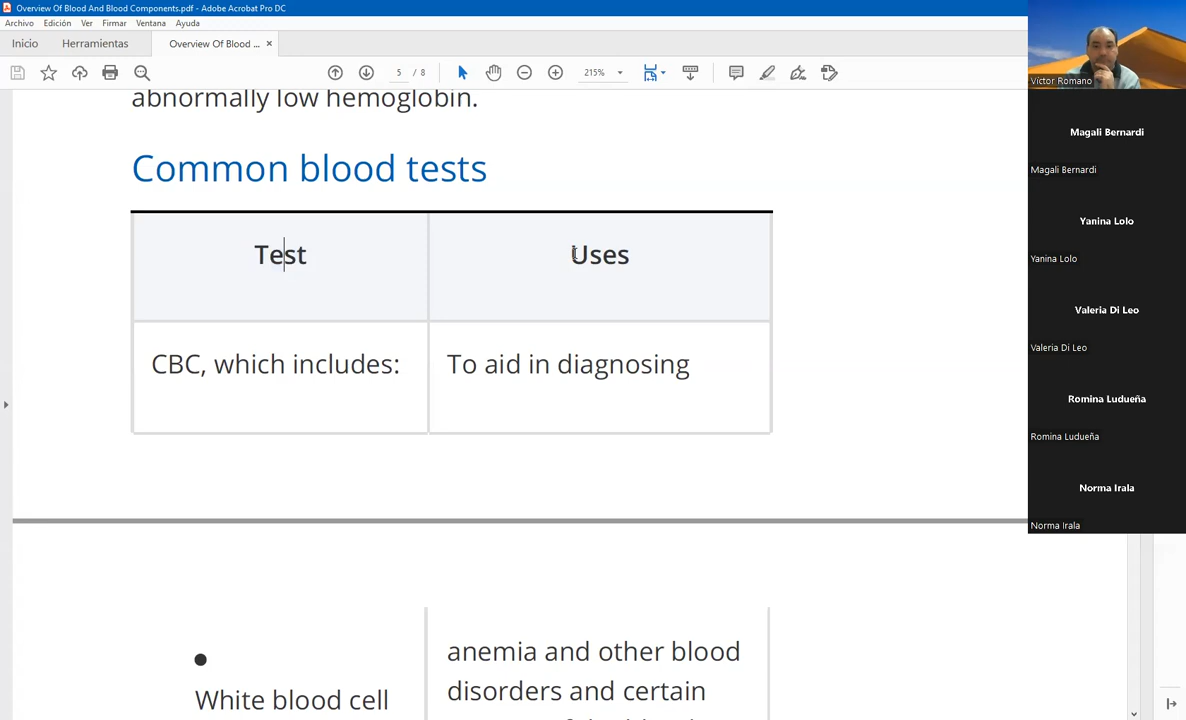 Overview Of Blood And Blood Components.pdf - Adobe Acrobat Pro DC
Archivo Edición Ver Firmar Ventana Ayuda
Inicio Herramientas Overview Of Blood ... ×
5 / 8 215%
abnormally low hemoglobin.
Common blood tests
Test Uses
CBC, which includes: To aid in diagnosing
anemia and other blood
White blood cell disorders and certain
Víctor Romano
Magali Bernardi
Magali Bernardi
Yanina Lolo
Yanina Lolo
Valeria Di Leo
Valeria Di Leo
Romina Ludueña
Romina Ludueña
Norma Irala
Norma Irala